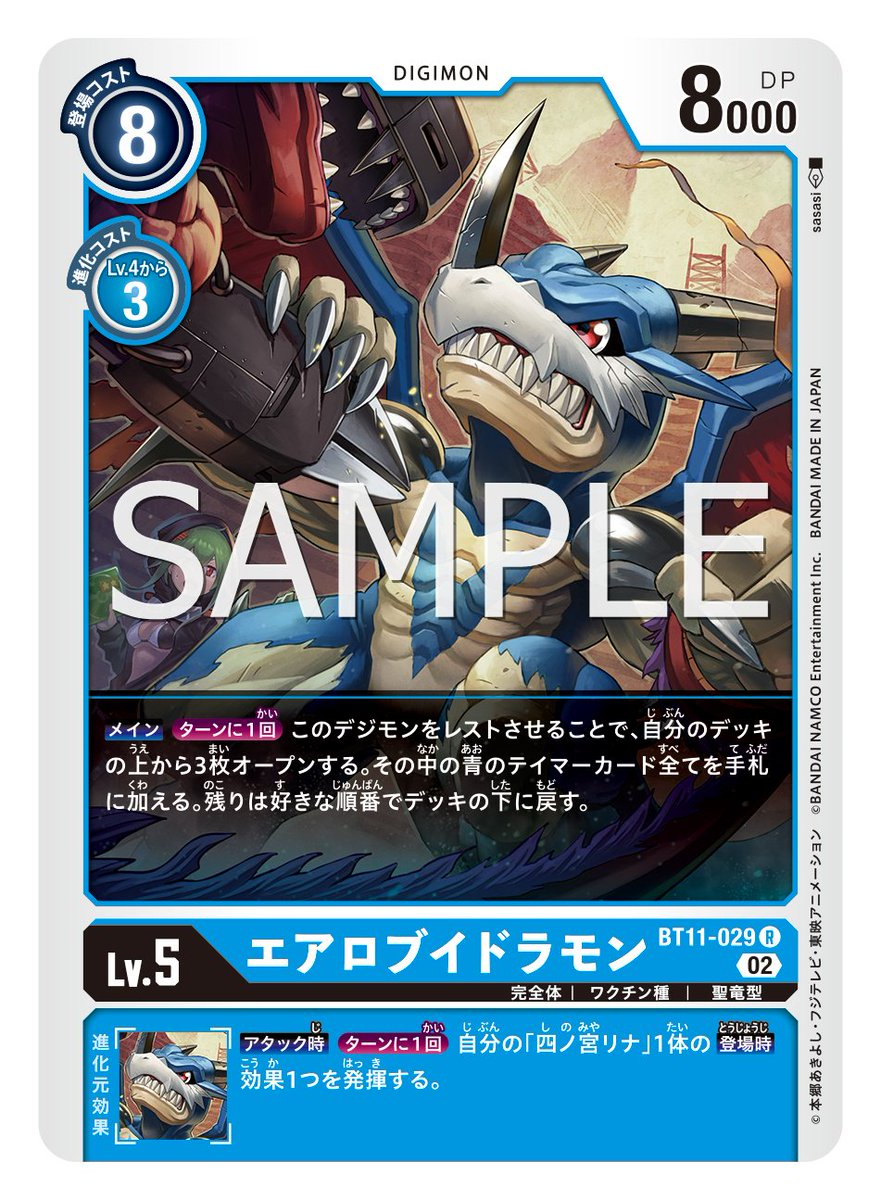 DIGIMON
登場コスト
8
8000
DP
進化コスト
Lv.4から
3
sasasi
SAMPLE
メイン ターンに1回 このデジモンをレストさせることで、自分のデッキ
の上から3枚オープンする。その中の青のテイマーカード全てを手札
に加える。残りは好きな順番でデッキの下に戻す。
Lv.5
エアロブイドラモン
BT11-029 R
02
完全体 | ワクチン種 | 聖竜型
進化元効果
アタック時 ターンに1回 自分の「四ノ宮リナ」1体の 登場時
効果1つを発揮する。
©本郷あきよし・フジテレビ・東映アニメーション ©BANDAI NAMCO Entertainment Inc. BANDAI MADE IN JAPAN